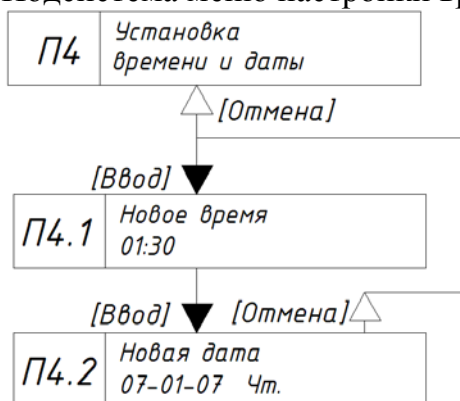 Подсистема меню настройки
П4 Установка
времени и даты
[Отмена]
[Ввод]
П4.1 Новое время
01:30
[Ввод] [Отмена]
П4.2 Новая дата
07-01-07 Чт.